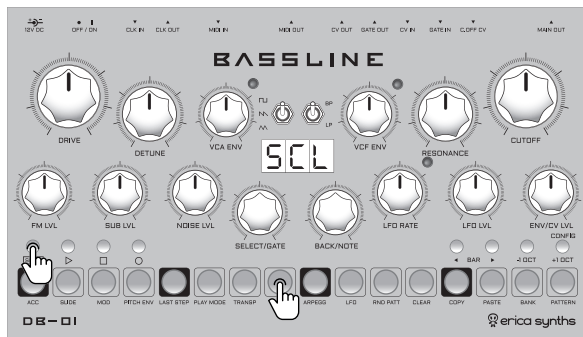 12V DC OFF / ON CLK IN CLK OUT MIDI IN MIDI OUT CV OUT GATE OUT CV IN GATE IN C.OFF CV MAIN OUT
BASSLINE
BP
LP
DRIVE DETUNE VCA ENV VCF ENV RESONANCE CUTOFF
SCL
FM LVL SUB LVL NOISE LVL LFO RATE LFO LVL ENV/CV LVL
SELECT/GATE BACK/NOTE
CONFIG
BAR -1 OCT +1 OCT
ACC SLIDE MOD PITCH ENV LAST STEP PLAY MODE TRANSP ARPEGG LFO RND PATT CLEAR COPY PASTE BANK PATTERN
DB-01 erica synths